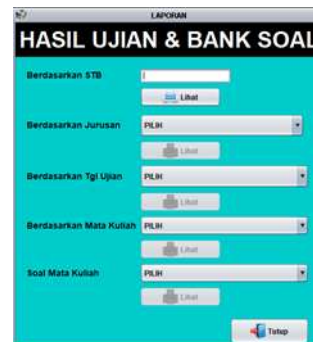 LAPORAN
HASIL UJIAN & BANK SOAL
Berdasarkan STB
Lihat
Berdasarkan Jurusan PILIH
Lihat
Berdasarkan Tgl Ujian PILIH
Lihat
Berdasarkan Mata Kuliah PILIH
Lihat
Soal Mata Kuliah PILIH
Lihat
Tutup